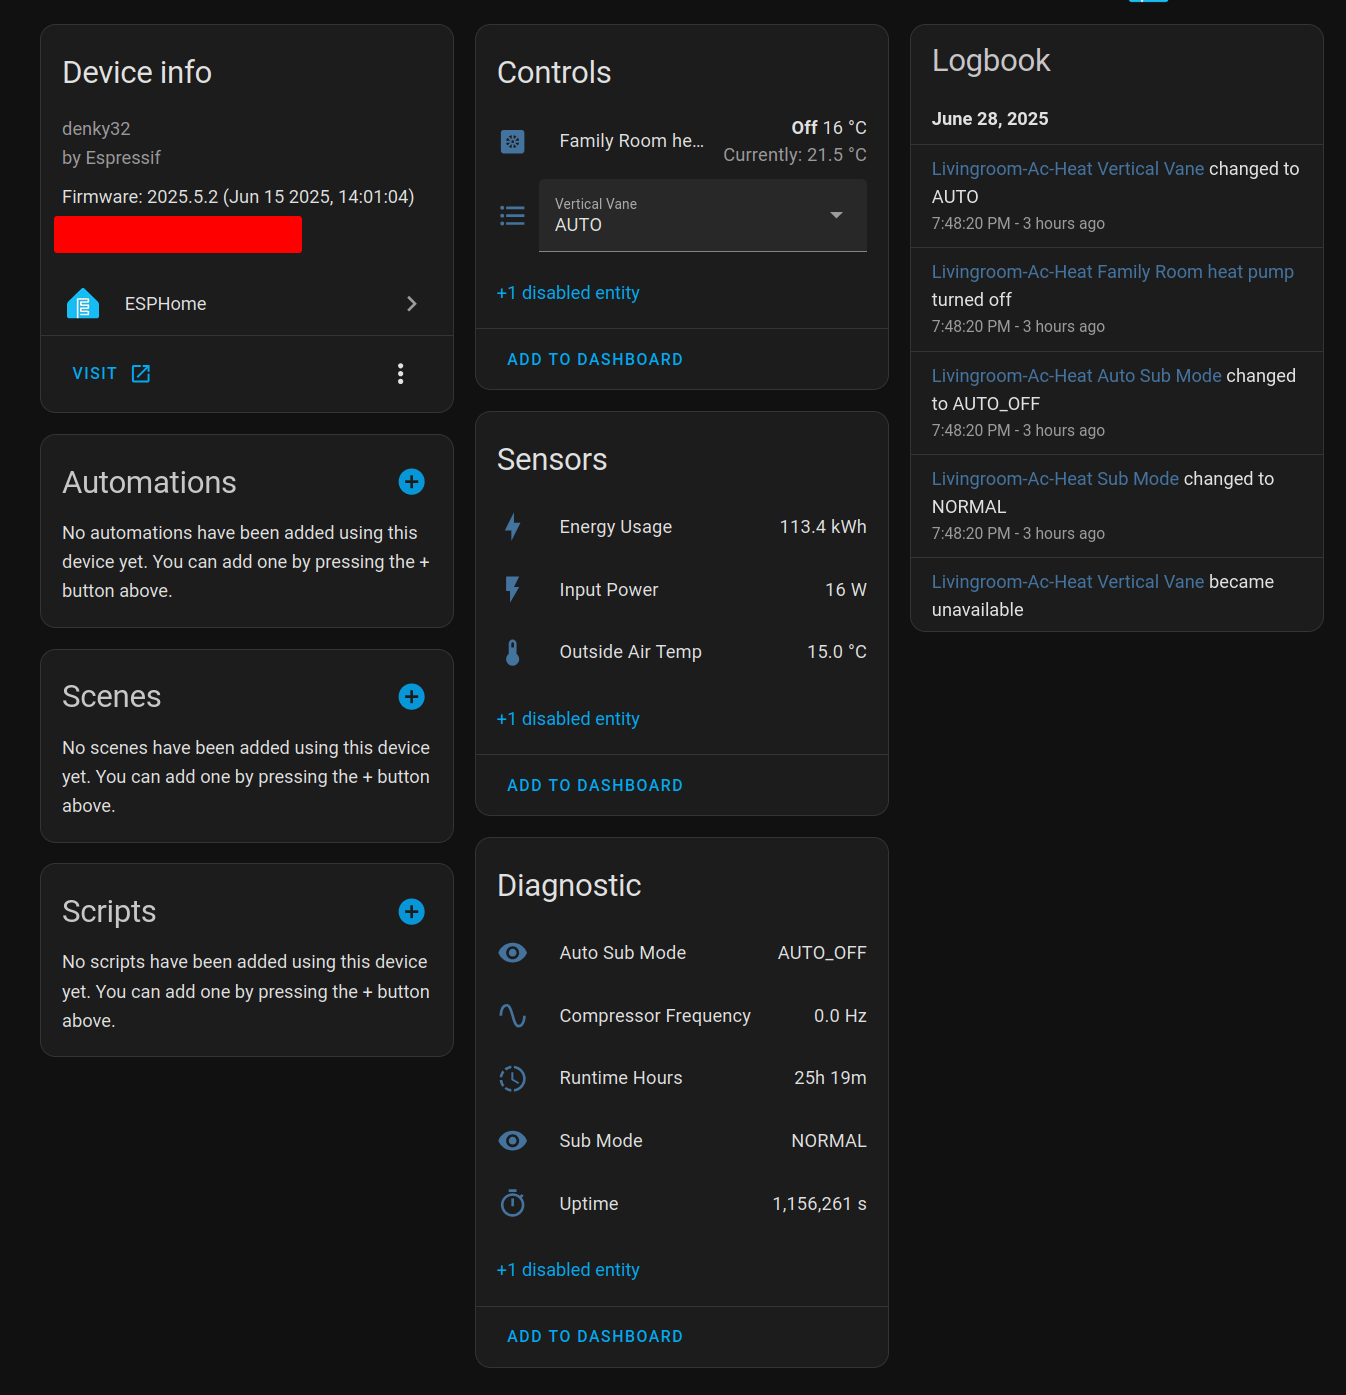 Device info
denky32
by Espressif
Firmware: 2025.5.2 (Jun 15 2025, 14:01:04)
ESPHome
VISIT
Automations
No automations have been added using this
device yet. You can add one by pressing the +
button above.
Scenes
No scenes have been added using this device
yet. You can add one by pressing the + button
above.
Scripts
No scripts have been added using this device
yet. You can add one by pressing the + button
above.
Controls
Family Room he...
Off 16 °C
Currently: 21.5 °C
Vertical Vane
AUTO
+1 disabled entity
ADD TO DASHBOARD
Sensors
Energy Usage 113.4 kWh
Input Power 16 W
Outside Air Temp 15.0 °C
+1 disabled entity
ADD TO DASHBOARD
Diagnostic
Auto Sub Mode AUTO_OFF
Compressor Frequency 0.0 Hz
Runtime Hours 25h 19m
Sub Mode NORMAL
Uptime 1,156,261 s
+1 disabled entity
ADD TO DASHBOARD
Logbook
June 28, 2025
Livingroom-Ac-Heat Vertical Vane changed to
AUTO
7:48:20 PM - 3 hours ago
Livingroom-Ac-Heat Family Room heat pump
turned off
7:48:20 PM - 3 hours ago
Livingroom-Ac-Heat Auto Sub Mode changed
to AUTO_OFF
7:48:20 PM - 3 hours ago
Livingroom-Ac-Heat Sub Mode changed to
NORMAL
7:48:20 PM - 3 hours ago
Livingroom-Ac-Heat Vertical Vane became
unavailable